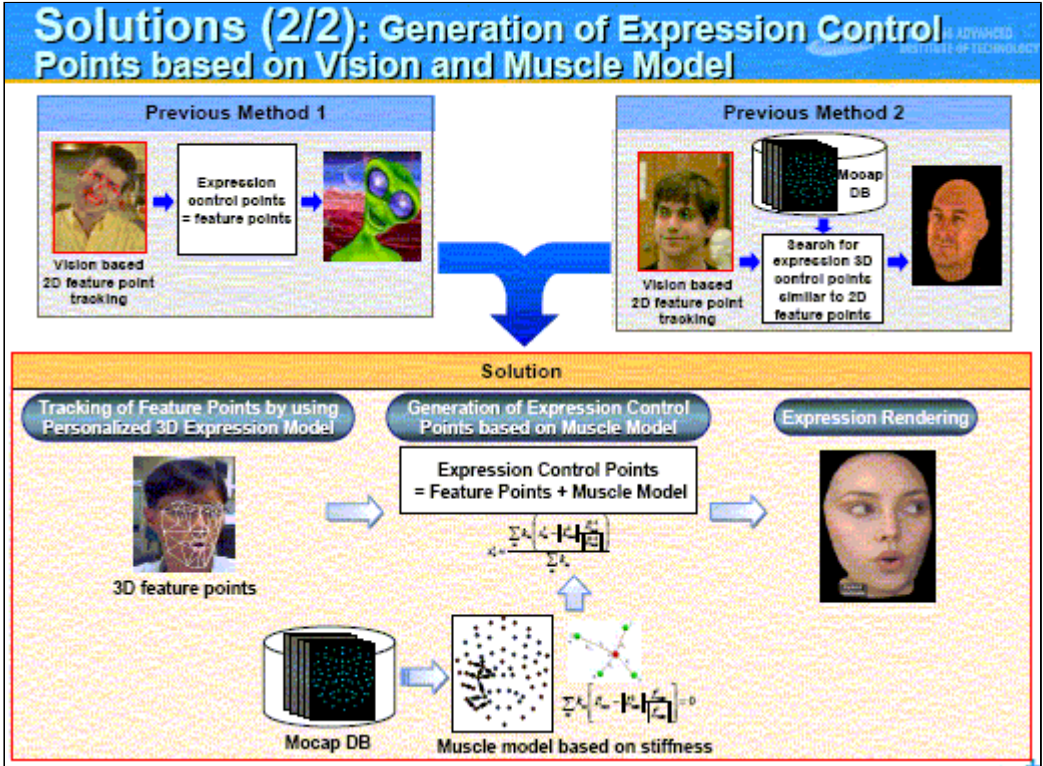 Solutions (2/2): Generation of Expression Control
Points based on Vision and Muscle Model
ADVANCED
INSTITUTE OF TECHNOLOGY
Previous Method 1
Expression
control points
= feature points
Vision based
2D feature point
tracking
Previous Method 2
Mocap
DB
Vision based
2D feature point
tracking
Search for
expression 3D
control points
similar to 2D
feature points
Solution
Tracking of Feature Points by using
Personalized 3D Expression Model
Generation of Expression Control
Points based on Muscle Model
Expression Rendering
Expression Control Points
= Feature Points + Muscle Model
3D feature points
Mocap DB
Muscle model based on stiffness